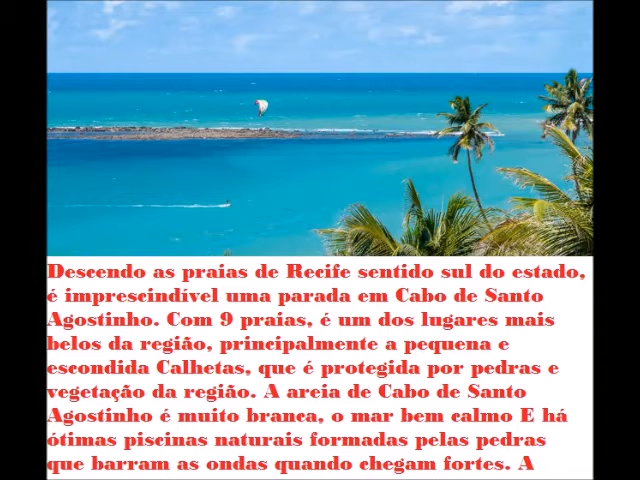 Descendo as praias de Recife sentido sul do estado,
é imprescindível uma parada em Cabo de Santo
Agostinho. Com 9 praias, é um dos lugares mais
belos da região, principalmente a pequena e
escondida Calhetas, que é protegida por pedras e
vegetação da região. A areia de Cabo de Santo
Agostinho é muito branca, o mar bem calmo E há
ótimas piscinas naturais formadas pelas pedras
que barram as ondas quando chegam fortes. A